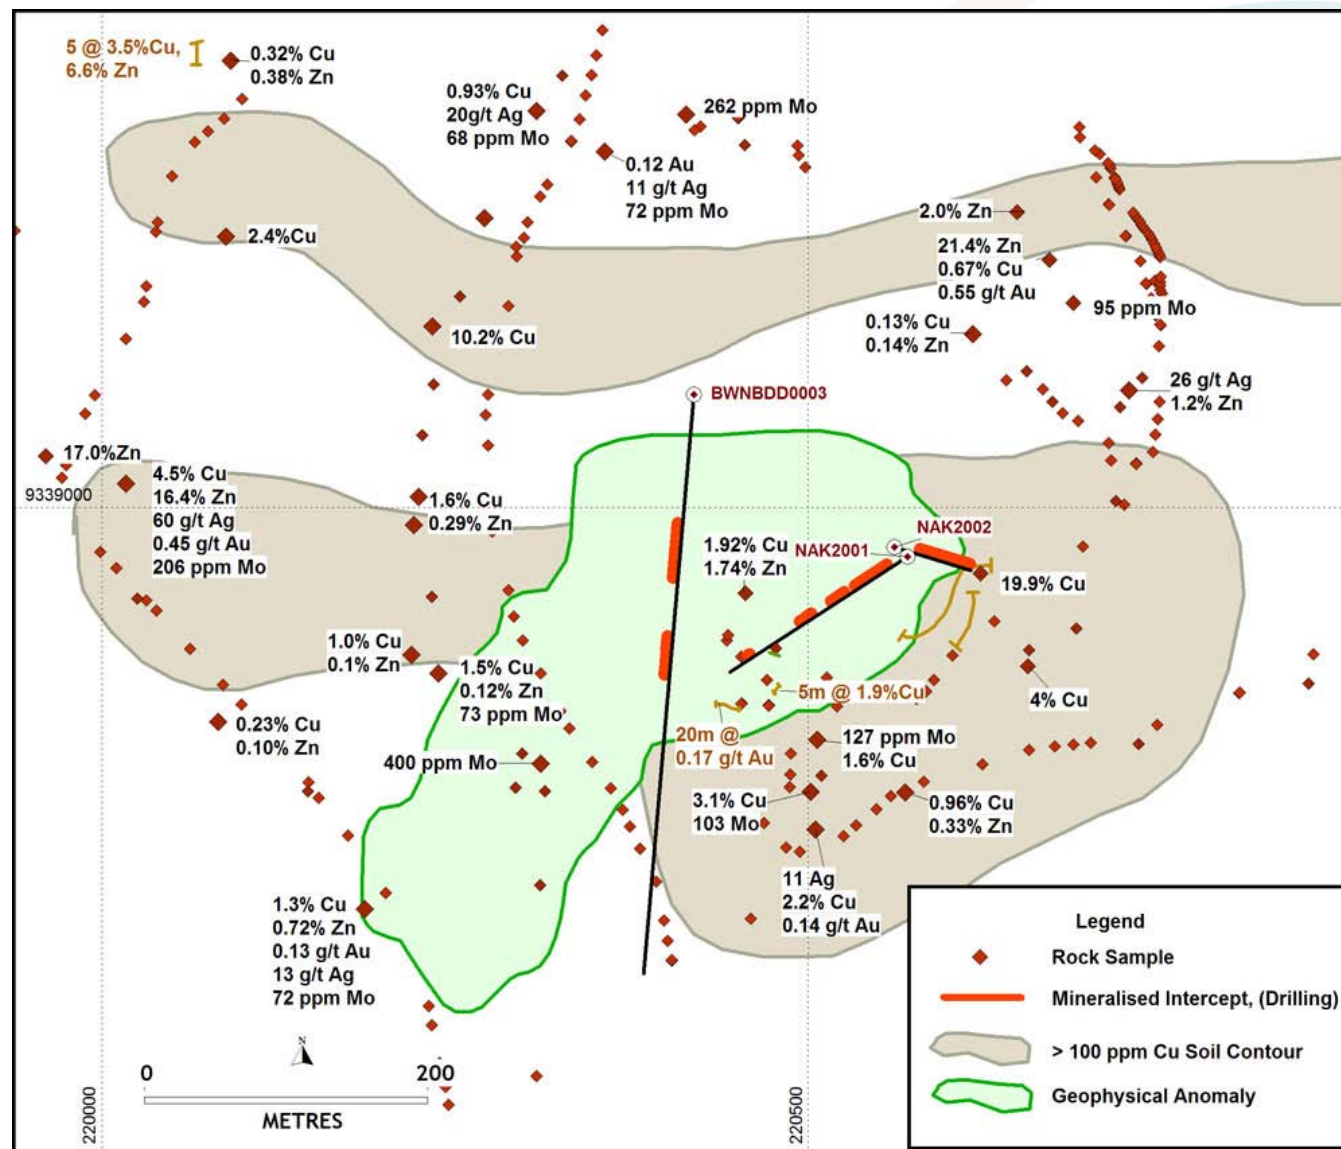 5 @ 3.5%Cu,
6.6% Zn
0.32% Cu
0.38% Zn
0.93% Cu
20g/t Ag
68 ppm Mo
262 ppm Mo
0.12 Au
11 g/t Ag
72 ppm Mo
2.4%Cu
2.0% Zn
21.4% Zn
0.67% Cu
0.55 g/t Au
95 ppm Mo
0.13% Cu
0.14% Zn
10.2% Cu
26 g/t Ag
1.2% Zn
BWNBDD0003
17.0%Zn
4.5% Cu
16.4% Zn
60 g/t Ag
0.45 g/t Au
206 ppm Mo
9339000
1.6% Cu
0.29% Zn
NAK2002
NAK2001
1.92% Cu
1.74% Zn
19.9% Cu
1.0% Cu
0.1% Zn
1.5% Cu
0.12% Zn
73 ppm Mo
5m @ 1.9%Cu
4% Cu
0.23% Cu
0.10% Zn
20m @
0.17 g/t Au
400 ppm Mo
127 ppm Mo
1.6% Cu
3.1% Cu
103 Mo
0.96% Cu
0.33% Zn
11 Ag
2.2% Cu
0.14 g/t Au
1.3% Cu
0.72% Zn
0.13 g/t Au
13 g/t Ag
72 ppm Mo
N
0
200
METRES
220000
220500
Legend
Rock Sample
Mineralised Intercept, (Drilling)
> 100 ppm Cu Soil Contour
Geophysical Anomaly